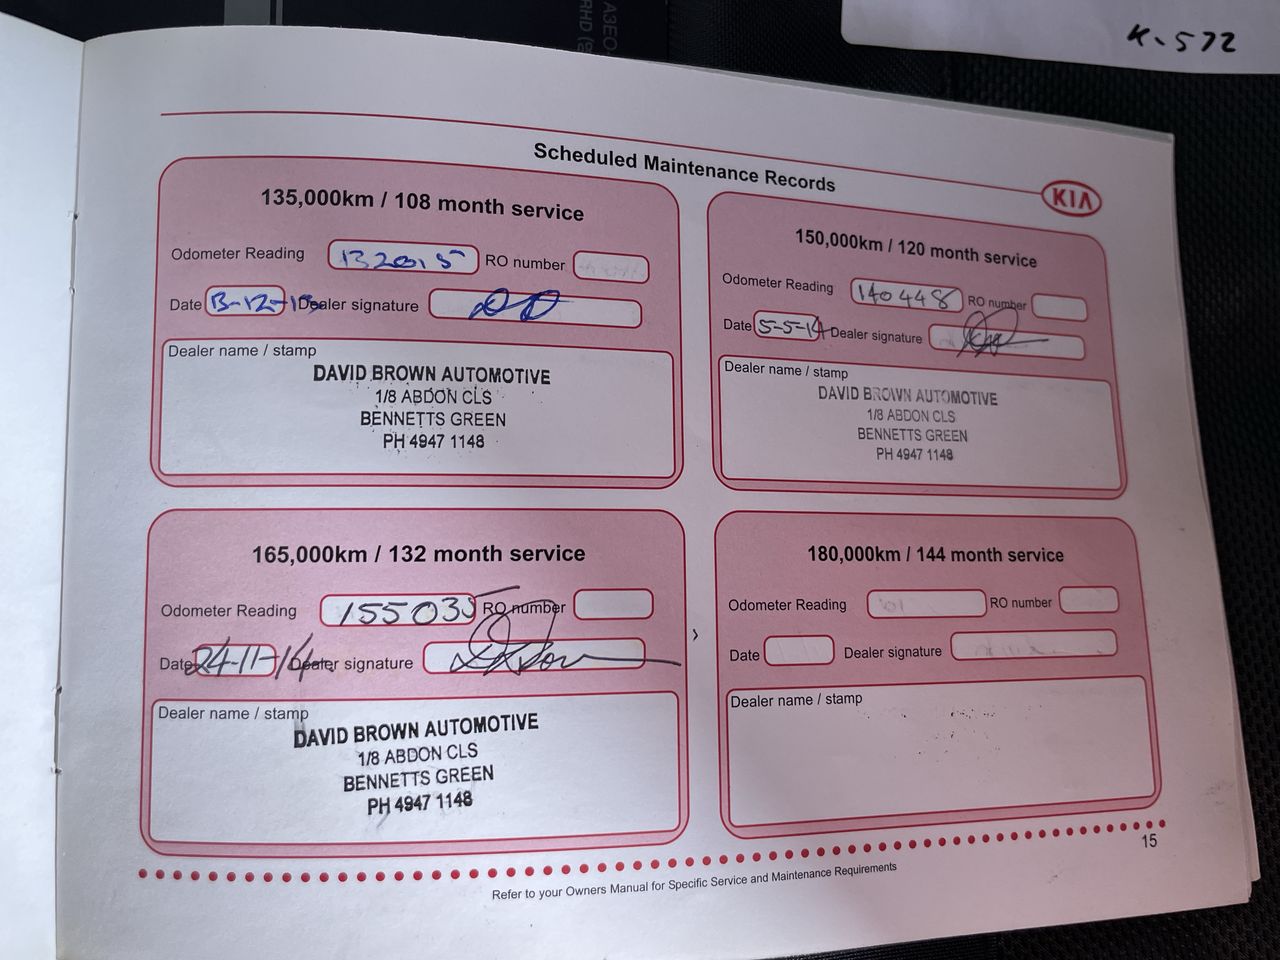 A3EO
RHD (
K-572
Scheduled Maintenance Records
KIA
135,000km / 108 month service
Odometer Reading 132015 RO number
Date 13-12-13 Dealer signature
Dealer name / stamp
DAVID BROWN AUTOMOTIVE
1/8 ABDON CLS
BENNETTS GREEN
PH 4947 1148
150,000km / 120 month service
Odometer Reading 140448 RO number
Date 5-5-14 Dealer signature
Dealer name / stamp
DAVID BROWN AUTOMOTIVE
1/8 ABDON CLS
BENNETTS GREEN
PH 4947 1148
165,000km / 132 month service
Odometer Reading 155035 RO number
Date 24-11-14 Dealer signature
Dealer name / stamp
DAVID BROWN AUTOMOTIVE
1/8 ABDON CLS
BENNETTS GREEN
PH 4947 1148
180,000km / 144 month service
Odometer Reading RO number
Date Dealer signature
Dealer name / stamp
15
Refer to your Owners Manual for Specific Service and Maintenance Requirements